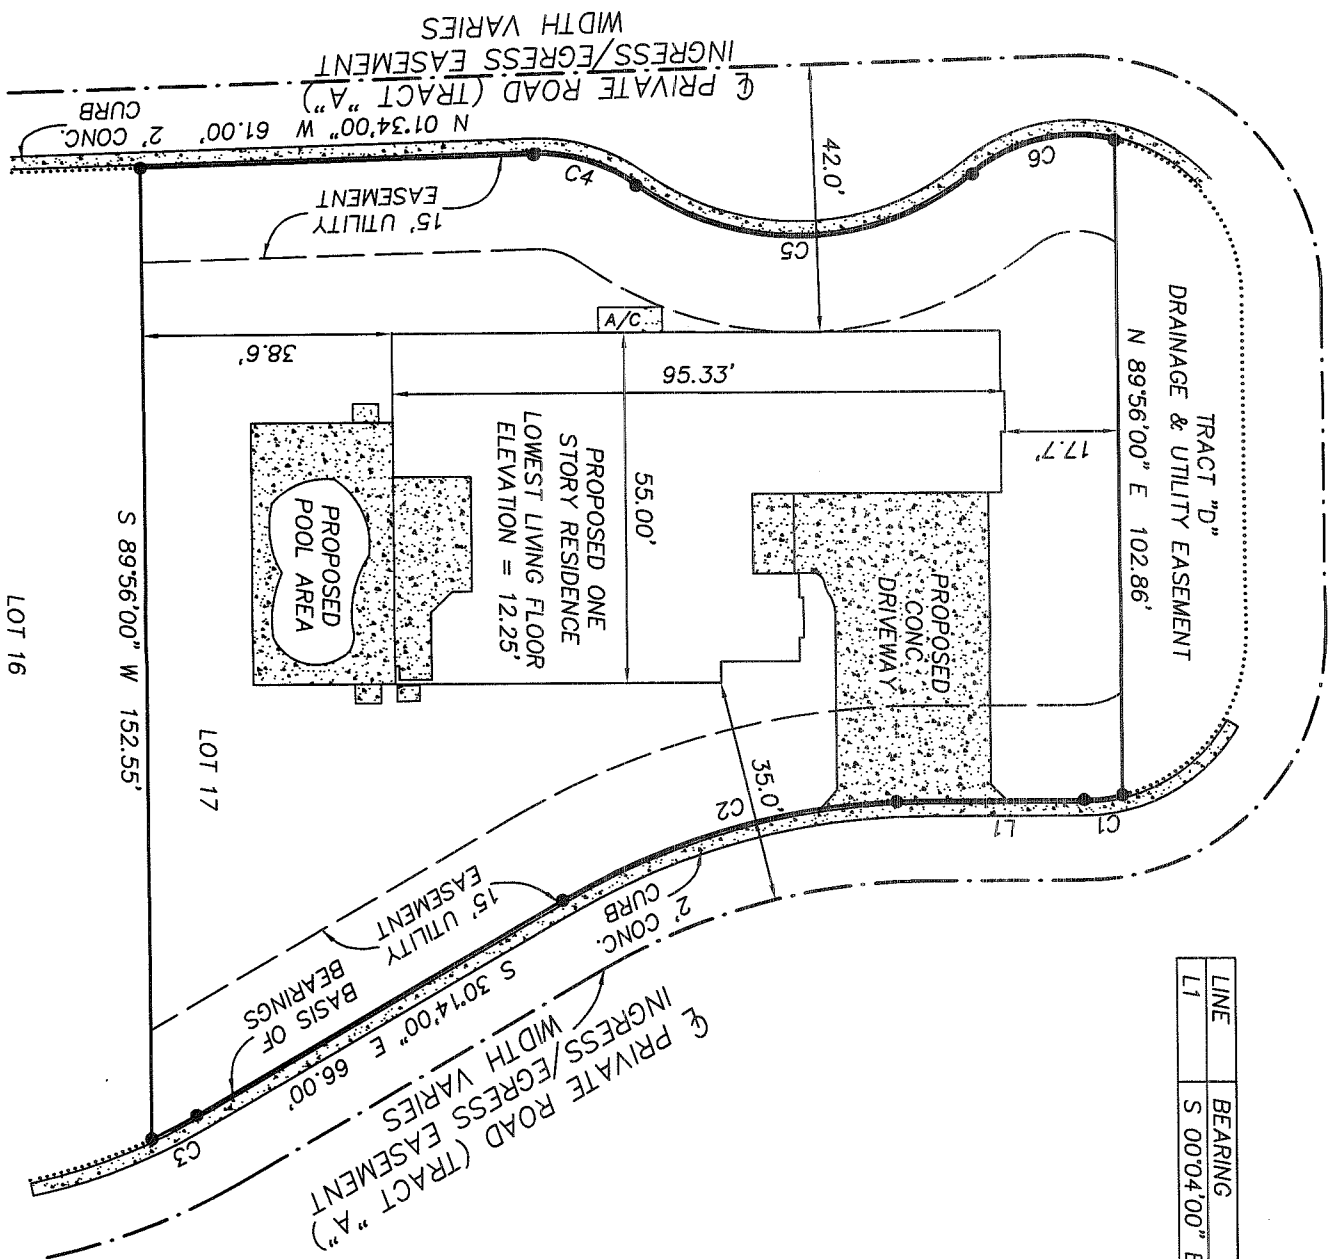 ℄ PRIVATE ROAD (TRACT "A")
INGRESS/EGRESS EASEMENT
WIDTH VARIES
N 01°34'00" W 61.00'
2' CONC.
CURB
15' UTILITY
EASEMENT
C4
C5
C6
42.0'
A/C
38.6'
95.33'
17.7'
55.00'
TRACT "D"
DRAINAGE & UTILITY EASEMENT
N 89°56'00" E 102.86'
PROPOSED ONE
STORY RESIDENCE
LOWEST LIVING FLOOR
ELEVATION = 12.25'
PROPOSED
POOL AREA
PROPOSED
CONC
DRIVEWAY
S 89°56'00" W 152.55'
LOT 16
LOT 17
35.0'
C2
L1
C1
2' CONC.
CURB
15' UTILITY
EASEMENT
BASIS OF
BEARINGS
S 30°14'00" E 66.00'
C3
℄ PRIVATE ROAD (TRACT "A")
INGRESS/EGRESS EASEMENT
WIDTH VARIES
LINE BEARING
L1 S 00°04'00" E